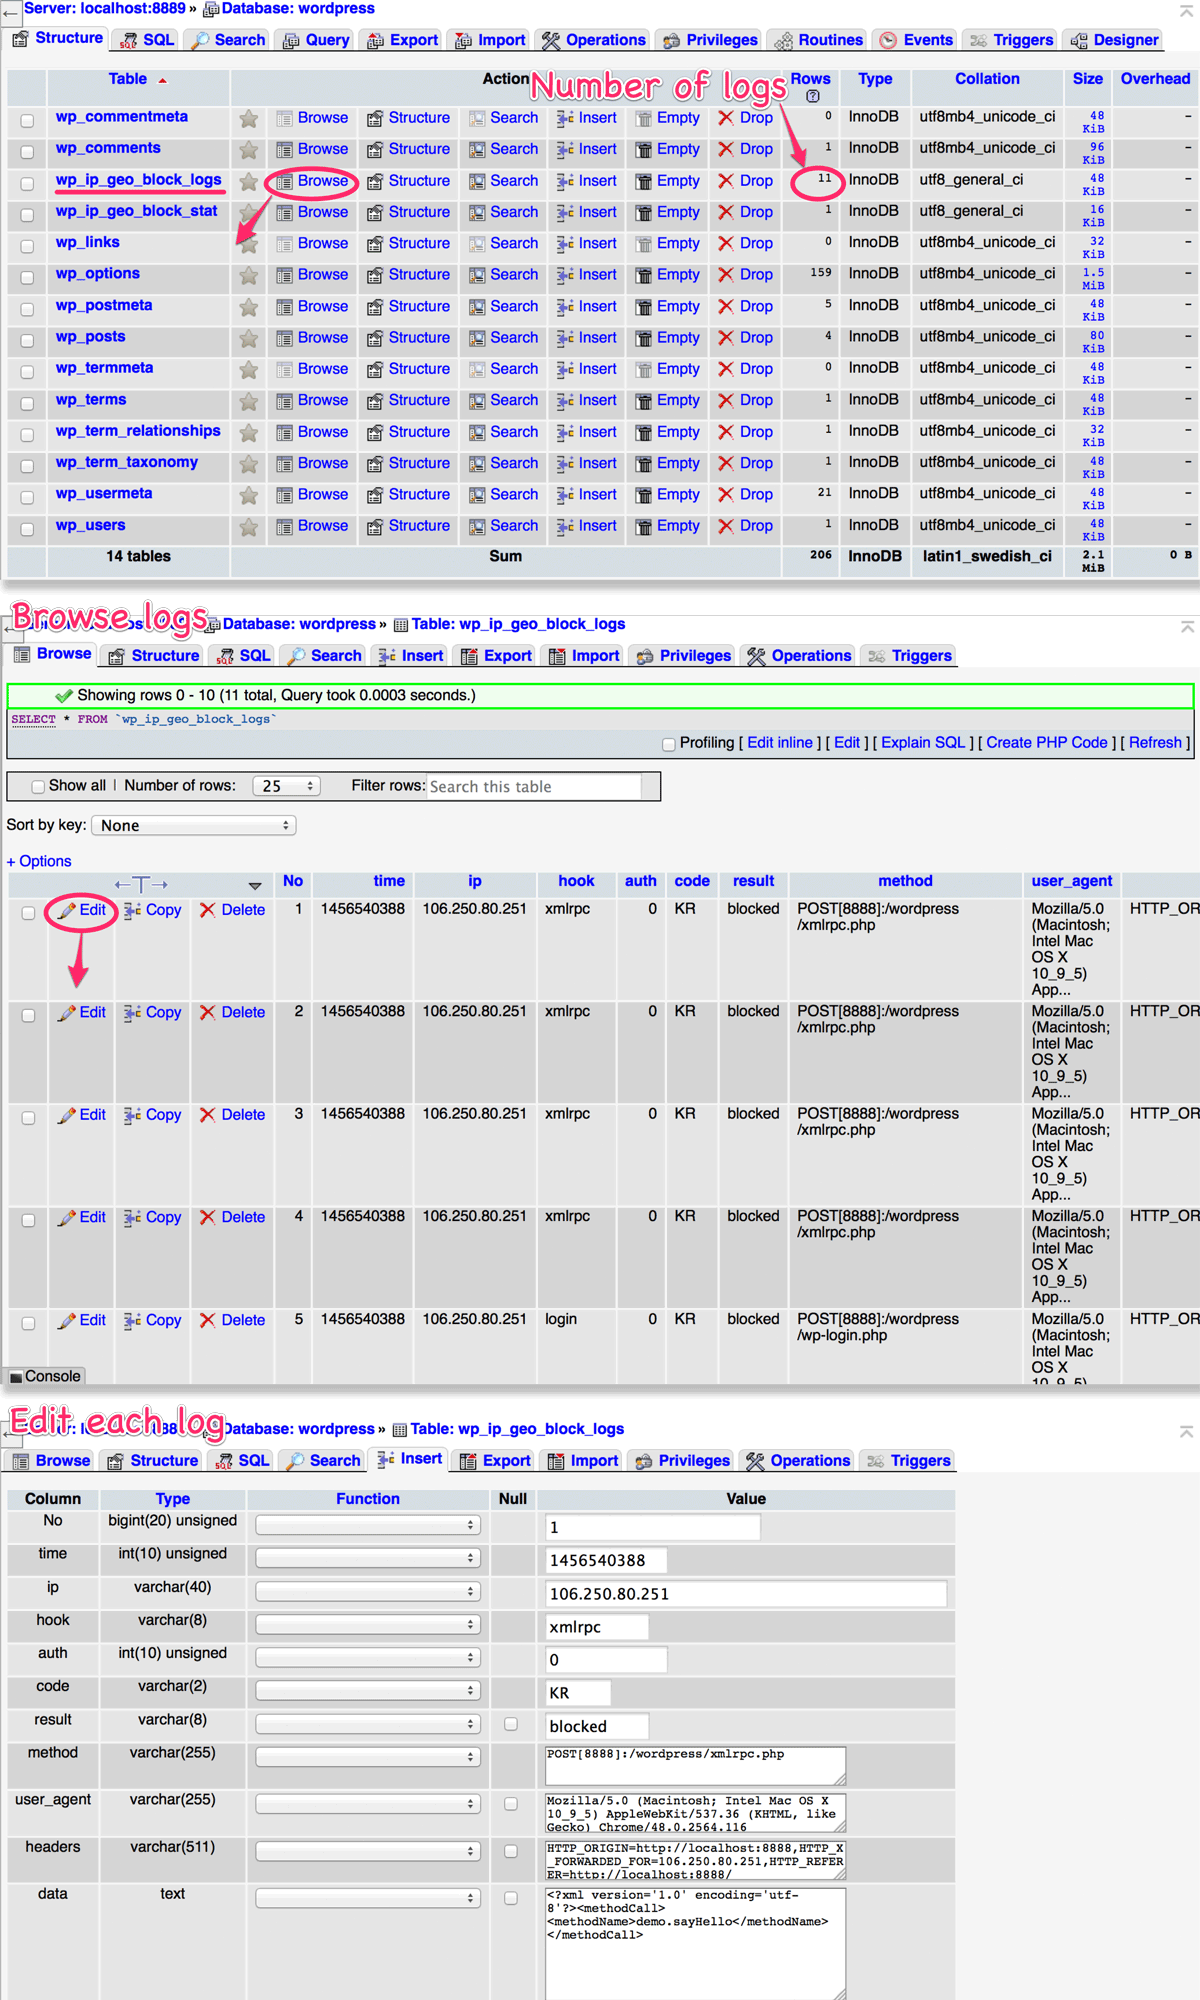 Server: localhost:8889 » Database: wordpress
Structure SQL Search Query Export Import Operations Privileges Routines Events Triggers Designer
Table Action Rows Type Collation Size Overhead
Number of logs
wp_commentmeta Browse Structure Search Insert Empty Drop 0 InnoDB utf8mb4_unicode_ci 48 KiB -
wp_comments Browse Structure Search Insert Empty Drop 1 InnoDB utf8mb4_unicode_ci 96 KiB -
wp_ip_geo_block_logs Browse Structure Search Insert Empty Drop 11 InnoDB utf8_general_ci 48 KiB -
wp_ip_geo_block_stat Browse Structure Search Insert Empty Drop 1 InnoDB utf8_general_ci 16 KiB -
wp_links Browse Structure Search Insert Empty Drop 0 InnoDB utf8mb4_unicode_ci 32 KiB -
wp_options Browse Structure Search Insert Empty Drop 159 InnoDB utf8mb4_unicode_ci 1.5 MiB -
wp_postmeta Browse Structure Search Insert Empty Drop 5 InnoDB utf8mb4_unicode_ci 48 KiB -
wp_posts Browse Structure Search Insert Empty Drop 4 InnoDB utf8mb4_unicode_ci 80 KiB -
wp_termmeta Browse Structure Search Insert Empty Drop 0 InnoDB utf8mb4_unicode_ci 48 KiB -
wp_terms Browse Structure Search Insert Empty Drop 1 InnoDB utf8mb4_unicode_ci 48 KiB -
wp_term_relationships Browse Structure Search Insert Empty Drop 1 InnoDB utf8mb4_unicode_ci 32 KiB -
wp_term_taxonomy Browse Structure Search Insert Empty Drop 1 InnoDB utf8mb4_unicode_ci 48 KiB -
wp_usermeta Browse Structure Search Insert Empty Drop 21 InnoDB utf8mb4_unicode_ci 48 KiB -
wp_users Browse Structure Search Insert Empty Drop 1 InnoDB utf8mb4_unicode_ci 48 KiB -
14 tables Sum 206 InnoDB latin1_swedish_ci 2.1 MiB 0 B
Browse logs Database: wordpress » Table: wp_ip_geo_block_logs
Browse Structure SQL Search Insert Export Import Privileges Operations Triggers
Showing rows 0 - 10 (11 total, Query took 0.0003 seconds.)
SELECT * FROM `wp_ip_geo_block_logs`
Profiling [ Edit inline ] [ Edit ] [ Explain SQL ] [ Create PHP Code ] [ Refresh ]
Show all | Number of rows: 25 Filter rows: Search this table
Sort by key: None
+ Options
←T→ No time ip hook auth code result method user_agent
Edit Copy Delete 1 1456540388 106.250.80.251 xmlrpc 0 KR blocked POST[8888]:/wordpress Mozilla/5.0 HTTP_OR
/xmlrpc.php (Macintosh;
Intel Mac
OS X
10_9_5)
App...
Edit Copy Delete 2 1456540388 106.250.80.251 xmlrpc 0 KR blocked POST[8888]:/wordpress Mozilla/5.0 HTTP_OR
/xmlrpc.php (Macintosh;
Intel Mac
OS X
10_9_5)
App...
Edit Copy Delete 3 1456540388 106.250.80.251 xmlrpc 0 KR blocked POST[8888]:/wordpress Mozilla/5.0 HTTP_OR
/xmlrpc.php (Macintosh;
Intel Mac
OS X
10_9_5)
App...
Edit Copy Delete 4 1456540388 106.250.80.251 xmlrpc 0 KR blocked POST[8888]:/wordpress Mozilla/5.0 HTTP_OR
/xmlrpc.php (Macintosh;
Intel Mac
OS X
10_9_5)
App...
Edit Copy Delete 5 1456540388 106.250.80.251 login 0 KR blocked POST[8888]:/wordpress Mozilla/5.0 HTTP_OR
/wp-login.php (Macintosh;
Intel Mac
OS X
Console 10_9_5)
Edit each log Database: wordpress » Table: wp_ip_geo_block_logs
Browse Structure SQL Search Insert Export Import Privileges Operations Triggers
Column Type Function Null Value
No bigint(20) unsigned 1
time int(10) unsigned 1456540388
ip varchar(40) 106.250.80.251
hook varchar(8) xmlrpc
auth int(10) unsigned 0
code varchar(2) KR
result varchar(8) blocked
method varchar(255) POST[8888]:/wordpress/xmlrpc.php
user_agent varchar(255) Mozilla/5.0 (Macintosh; Intel Mac OS X
10_9_5) AppleWebKit/537.36 (KHTML, like
Gecko) Chrome/48.0.2564.116
headers varchar(511) HTTP_ORIGIN=http://localhost:8888,HTTP_X
_FORWARDED_FOR=106.250.80.251,HTTP_REFER
ER=http://localhost:8888/
data text <?xml version='1.0' encoding='utf-
8'?><methodCall>
<methodName>demo.sayHello</methodName>
</methodCall>